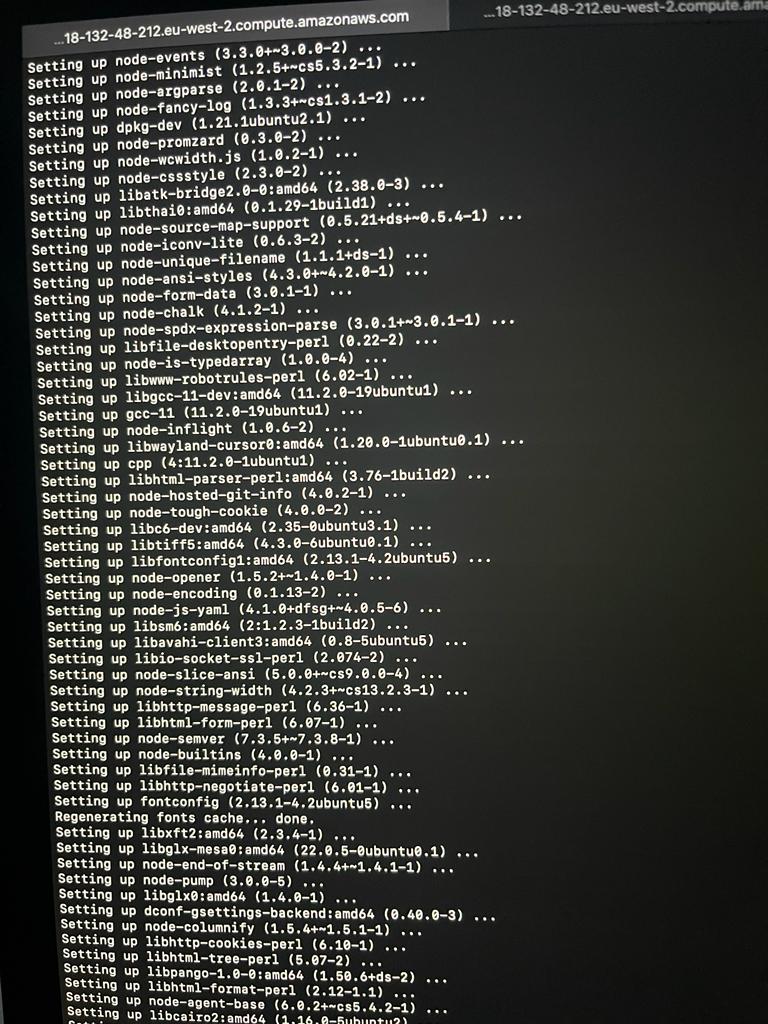 ...18-132-48-212.eu-west-2.compute.amazonaws.com
...18-132-48-212.eu-west-2.compute.ama
Setting up node-events (3.3.0+~3.0.0-2) ...
Setting up node-minimist (1.2.5+~cs5.3.2-1) ...
Setting up node-argparse (2.0.1-2) ...
Setting up node-fancy-log (1.3.3+~cs1.3.1-2) ...
Setting up dpkg-dev (1.21.1ubuntu2.1) ...
Setting up node-promzard (0.3.0-2) ...
Setting up node-wcwidth.js (1.0.2-1) ...
Setting up node-cssstyle (2.3.0-2) ...
Setting up libatk-bridge2.0-0:amd64 (2.38.0-3) ...
Setting up libthai0:amd64 (0.1.29-1build1) ...
Setting up node-source-map-support (0.5.21+ds+~0.5.4-1) ...
Setting up node-iconv-lite (0.6.3-2) ...
Setting up node-unique-filename (1.1.1+ds-1) ...
Setting up node-ansi-styles (4.3.0+~4.2.0-1) ...
Setting up node-form-data (3.0.1-1) ...
Setting up node-chalk (4.1.2-1) ...
Setting up node-spdx-expression-parse (3.0.1+~3.0.1-1) ...
Setting up libfile-desktopentry-perl (0.22-2) ...
Setting up node-is-typedarray (1.0.0-4) ...
Setting up libwww-robotrules-perl (6.02-1) ...
Setting up libgcc-11-dev:amd64 (11.2.0-19ubuntu1) ...
Setting up gcc-11 (11.2.0-19ubuntu1) ...
Setting up node-inflight (1.0.6-2) ...
Setting up libwayland-cursor0:amd64 (1.20.0-1ubuntu0.1) ...
Setting up cpp (4:11.2.0-1ubuntu1) ...
Setting up libhtml-parser-perl:amd64 (3.76-1build2) ...
Setting up node-hosted-git-info (4.0.2-1) ...
Setting up node-tough-cookie (4.0.0-2) ...
Setting up libc6-dev:amd64 (2.35-0ubuntu3.1) ...
Setting up libtiff5:amd64 (4.3.0-6ubuntu0.1) ...
Setting up libfontconfig1:amd64 (2.13.1-4.2ubuntu5) ...
Setting up node-opener (1.5.2+~1.4.0-1) ...
Setting up node-encoding (0.1.13-2) ...
Setting up node-js-yaml (4.1.0+dfsg+~4.0.5-6) ...
Setting up libsm6:amd64 (2:1.2.3-1build2) ...
Setting up libavahi-client3:amd64 (0.8-5ubuntu5) ...
Setting up libio-socket-ssl-perl (2.074-2) ...
Setting up node-slice-ansi (5.0.0+~cs9.0.0-4) ...
Setting up node-string-width (4.2.3+~cs13.2.3-1) ...
Setting up libhttp-message-perl (6.36-1) ...
Setting up libhtml-form-perl (6.07-1) ...
Setting up node-semver (7.3.5+~7.3.8-1) ...
Setting up node-builtins (4.0.0-1) ...
Setting up libfile-mimeinfo-perl (0.31-1) ...
Setting up libhttp-negotiate-perl (6.01-1) ...
Setting up fontconfig (2.13.1-4.2ubuntu5) ...
Regenerating fonts cache... done.
Setting up libxft2:amd64 (2.3.4-1) ...
Setting up libglx-mesa0:amd64 (22.0.5-0ubuntu0.1) ...
Setting up node-end-of-stream (1.4.4+~1.4.1-1) ...
Setting up node-pump (3.0.0-5) ...
Setting up libglx0:amd64 (1.4.0-1) ...
Setting up dconf-gsettings-backend:amd64 (0.40.0-3) ...
Setting up node-columnify (1.5.4+~1.5.1-1) ...
Setting up libhttp-cookies-perl (6.10-1) ...
Setting up libhtml-tree-perl (5.07-2) ...
Setting up libpango-1.0-0:amd64 (1.50.6+ds-2) ...
Setting up libhtml-format-perl (2.12-1.1) ...
Setting up node-agent-base (6.0.2+~cs5.4.2-1) ...
Setting up libcairo2:amd64 (1.16.0-5ubuntu2)